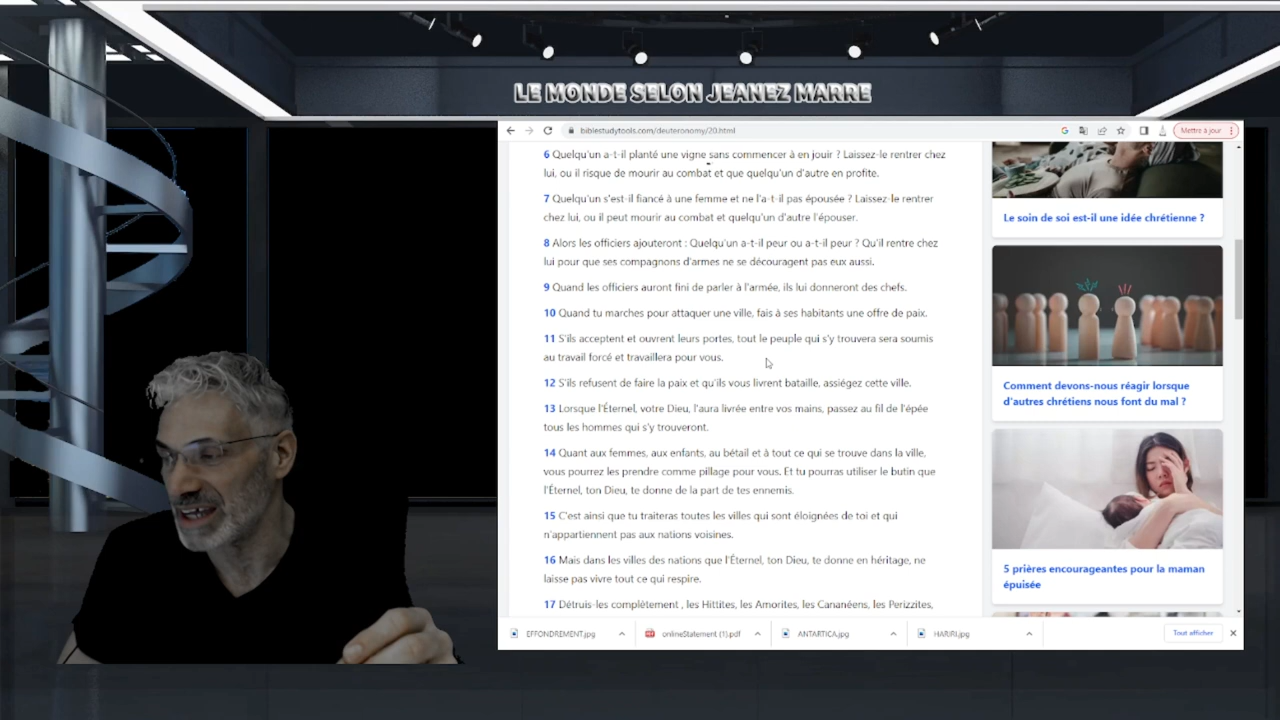 LE MONDE SELON JEANEZ MARRE
biblestudytools.com/deuteronomy/20.html
Mettre à jour
6 Quelqu'un a-t-il planté une vigne sans commencer à en jouir ? Laissez-le rentrer chez
lui, ou il risque de mourir au combat et que quelqu'un d'autre en profite.
7 Quelqu'un s'est-il fiancé à une femme et ne l'a-t-il pas épousée ? Laissez-le rentrer
chez lui, ou il peut mourir au combat et quelqu'un d'autre l'épouser.
8 Alors les officiers ajouteront : Quelqu'un a-t-il peur ou a-t-il peur ? Qu'il rentre chez
lui pour que ses compagnons d'armes ne se découragent pas eux aussi.
9 Quand les officiers auront fini de parler à l'armée, ils lui donneront des chefs.
10 Quand tu marches pour attaquer une ville, fais à ses habitants une offre de paix.
11 S'ils acceptent et ouvrent leurs portes, tout le peuple qui s'y trouvera sera soumis
au travail forcé et travaillera pour vous.
12 S'ils refusent de faire la paix et qu'ils vous livrent bataille, assiégez cette ville.
13 Lorsque l'Éternel, votre Dieu, l'aura livrée entre vos mains, passez au fil de l'épée
tous les hommes qui s'y trouveront.
14 Quant aux femmes, aux enfants, au bétail et à tout ce qui se trouve dans la ville,
vous pourrez les prendre comme pillage pour vous. Et tu pourras utiliser le butin que
l'Éternel, ton Dieu, te donne de la part de tes ennemis.
15 C'est ainsi que tu traiteras toutes les villes qui sont éloignées de toi et qui
n'appartiennent pas aux nations voisines.
16 Mais dans les villes des nations que l'Éternel, ton Dieu, te donne en héritage, ne
laisse pas vivre tout ce qui respire.
17 Détruis-les complètement , les Hittites, les Amorites, les Cananéens, les Perizzites,
Le soin de soi est-il une idée chrétienne ?
Comment devons-nous réagir lorsque
d'autres chrétiens nous font du mal ?
5 prières encourageantes pour la maman
épuisée
EFFONDREMENT.jpg
onlineStatement (1).pdf
ANTARTICA.jpg
HARIRI.jpg
Tout afficher